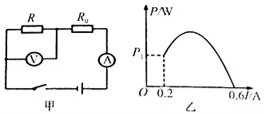 R R₀
V A
甲
P/W
P₁
O 0.2 0.6 I/A
乙